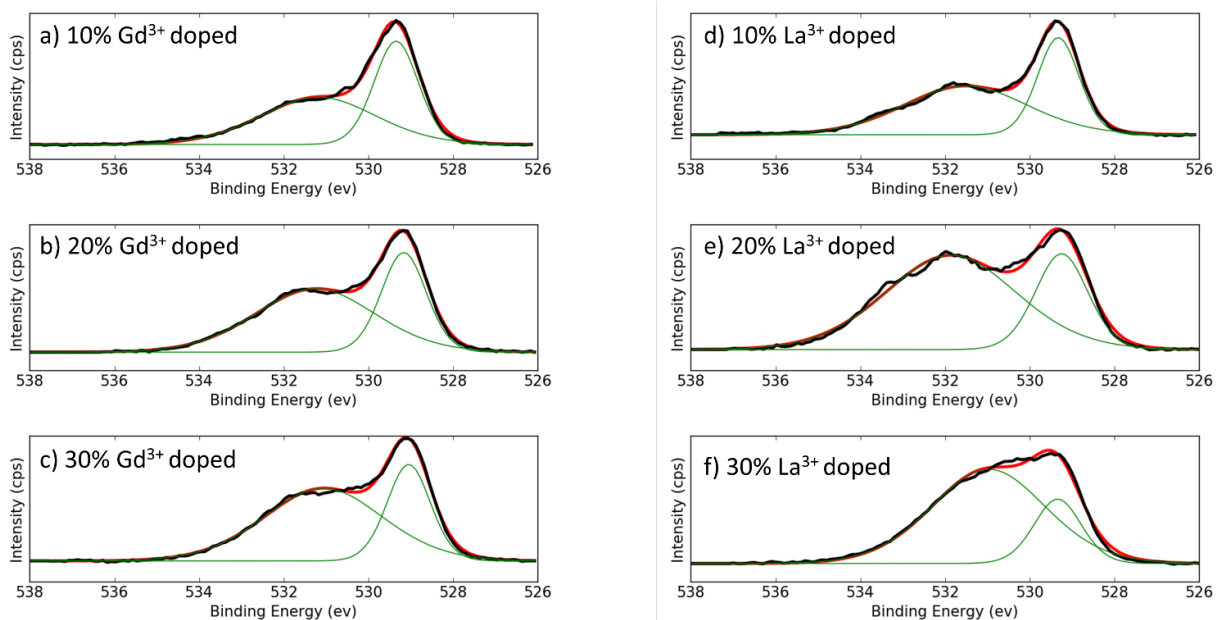 a) 10% Gd³⁺ doped
Intensity (cps)
538 536 534 532 530 528 526
Binding Energy (ev)
b) 20% Gd³⁺ doped
Intensity (cps)
538 536 534 532 530 528 526
Binding Energy (ev)
c) 30% Gd³⁺ doped
Intensity (cps)
538 536 534 532 530 528 526
Binding Energy (ev)
d) 10% La³⁺ doped
Intensity (cps)
538 536 534 532 530 528 526
Binding Energy (ev)
e) 20% La³⁺ doped
Intensity (cps)
538 536 534 532 530 528 526
Binding Energy (ev)
f) 30% La³⁺ doped
Intensity (cps)
538 536 534 532 530 528 526
Binding Energy (ev)